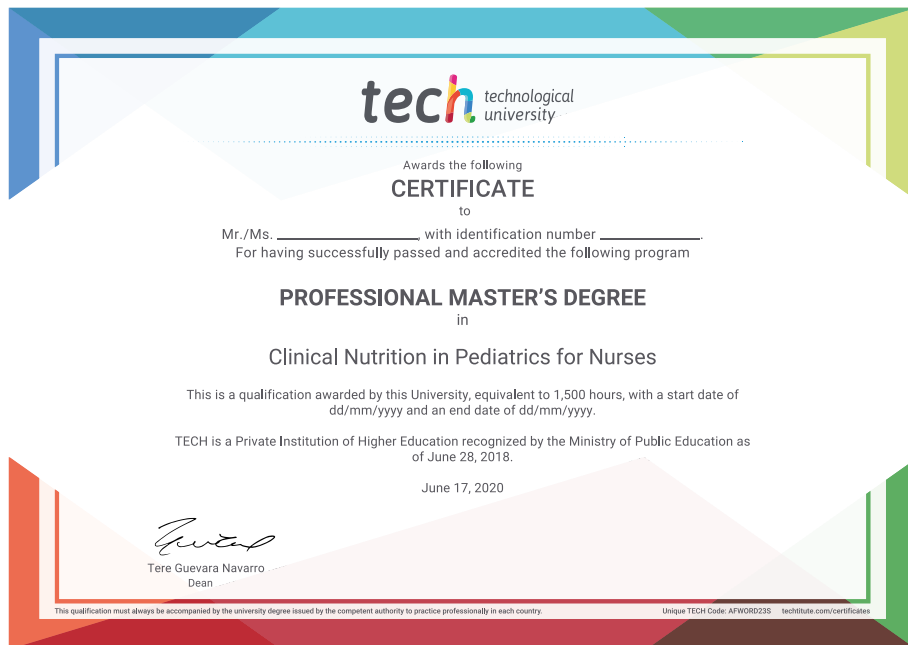 tech technological
university
Awards the following
CERTIFICATE
to
Mr./Ms. ____________________, with identification number ______________.
For having successfully passed and accredited the following program
PROFESSIONAL MASTER'S DEGREE
in
Clinical Nutrition in Pediatrics for Nurses
This is a qualification awarded by this University, equivalent to 1,500 hours, with a start date of
dd/mm/yyyy and an end date of dd/mm/yyyy.
TECH is a Private Institution of Higher Education recognized by the Ministry of Public Education as
of June 28, 2018.
June 17, 2020
Tere Guevara Navarro
Dean
This qualification must always be accompanied by the university degree issued by the competent authority to practice professionally in each country. Unique TECH Code: AFWORD23S techtitute.com/certificates